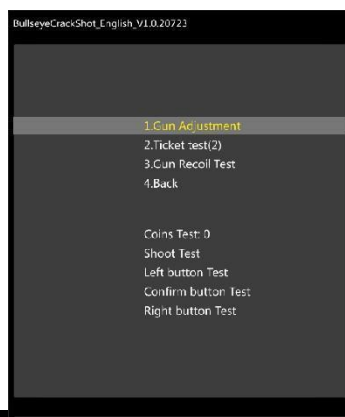 BullseyeCrackShot_English_V1.0.20723
1.Gun Adjustment
2.Ticket test(2)
3.Gun Recoil Test
4.Back
Coins Test: 0
Shoot Test
Left button Test
Confirm button Test
Right button Test